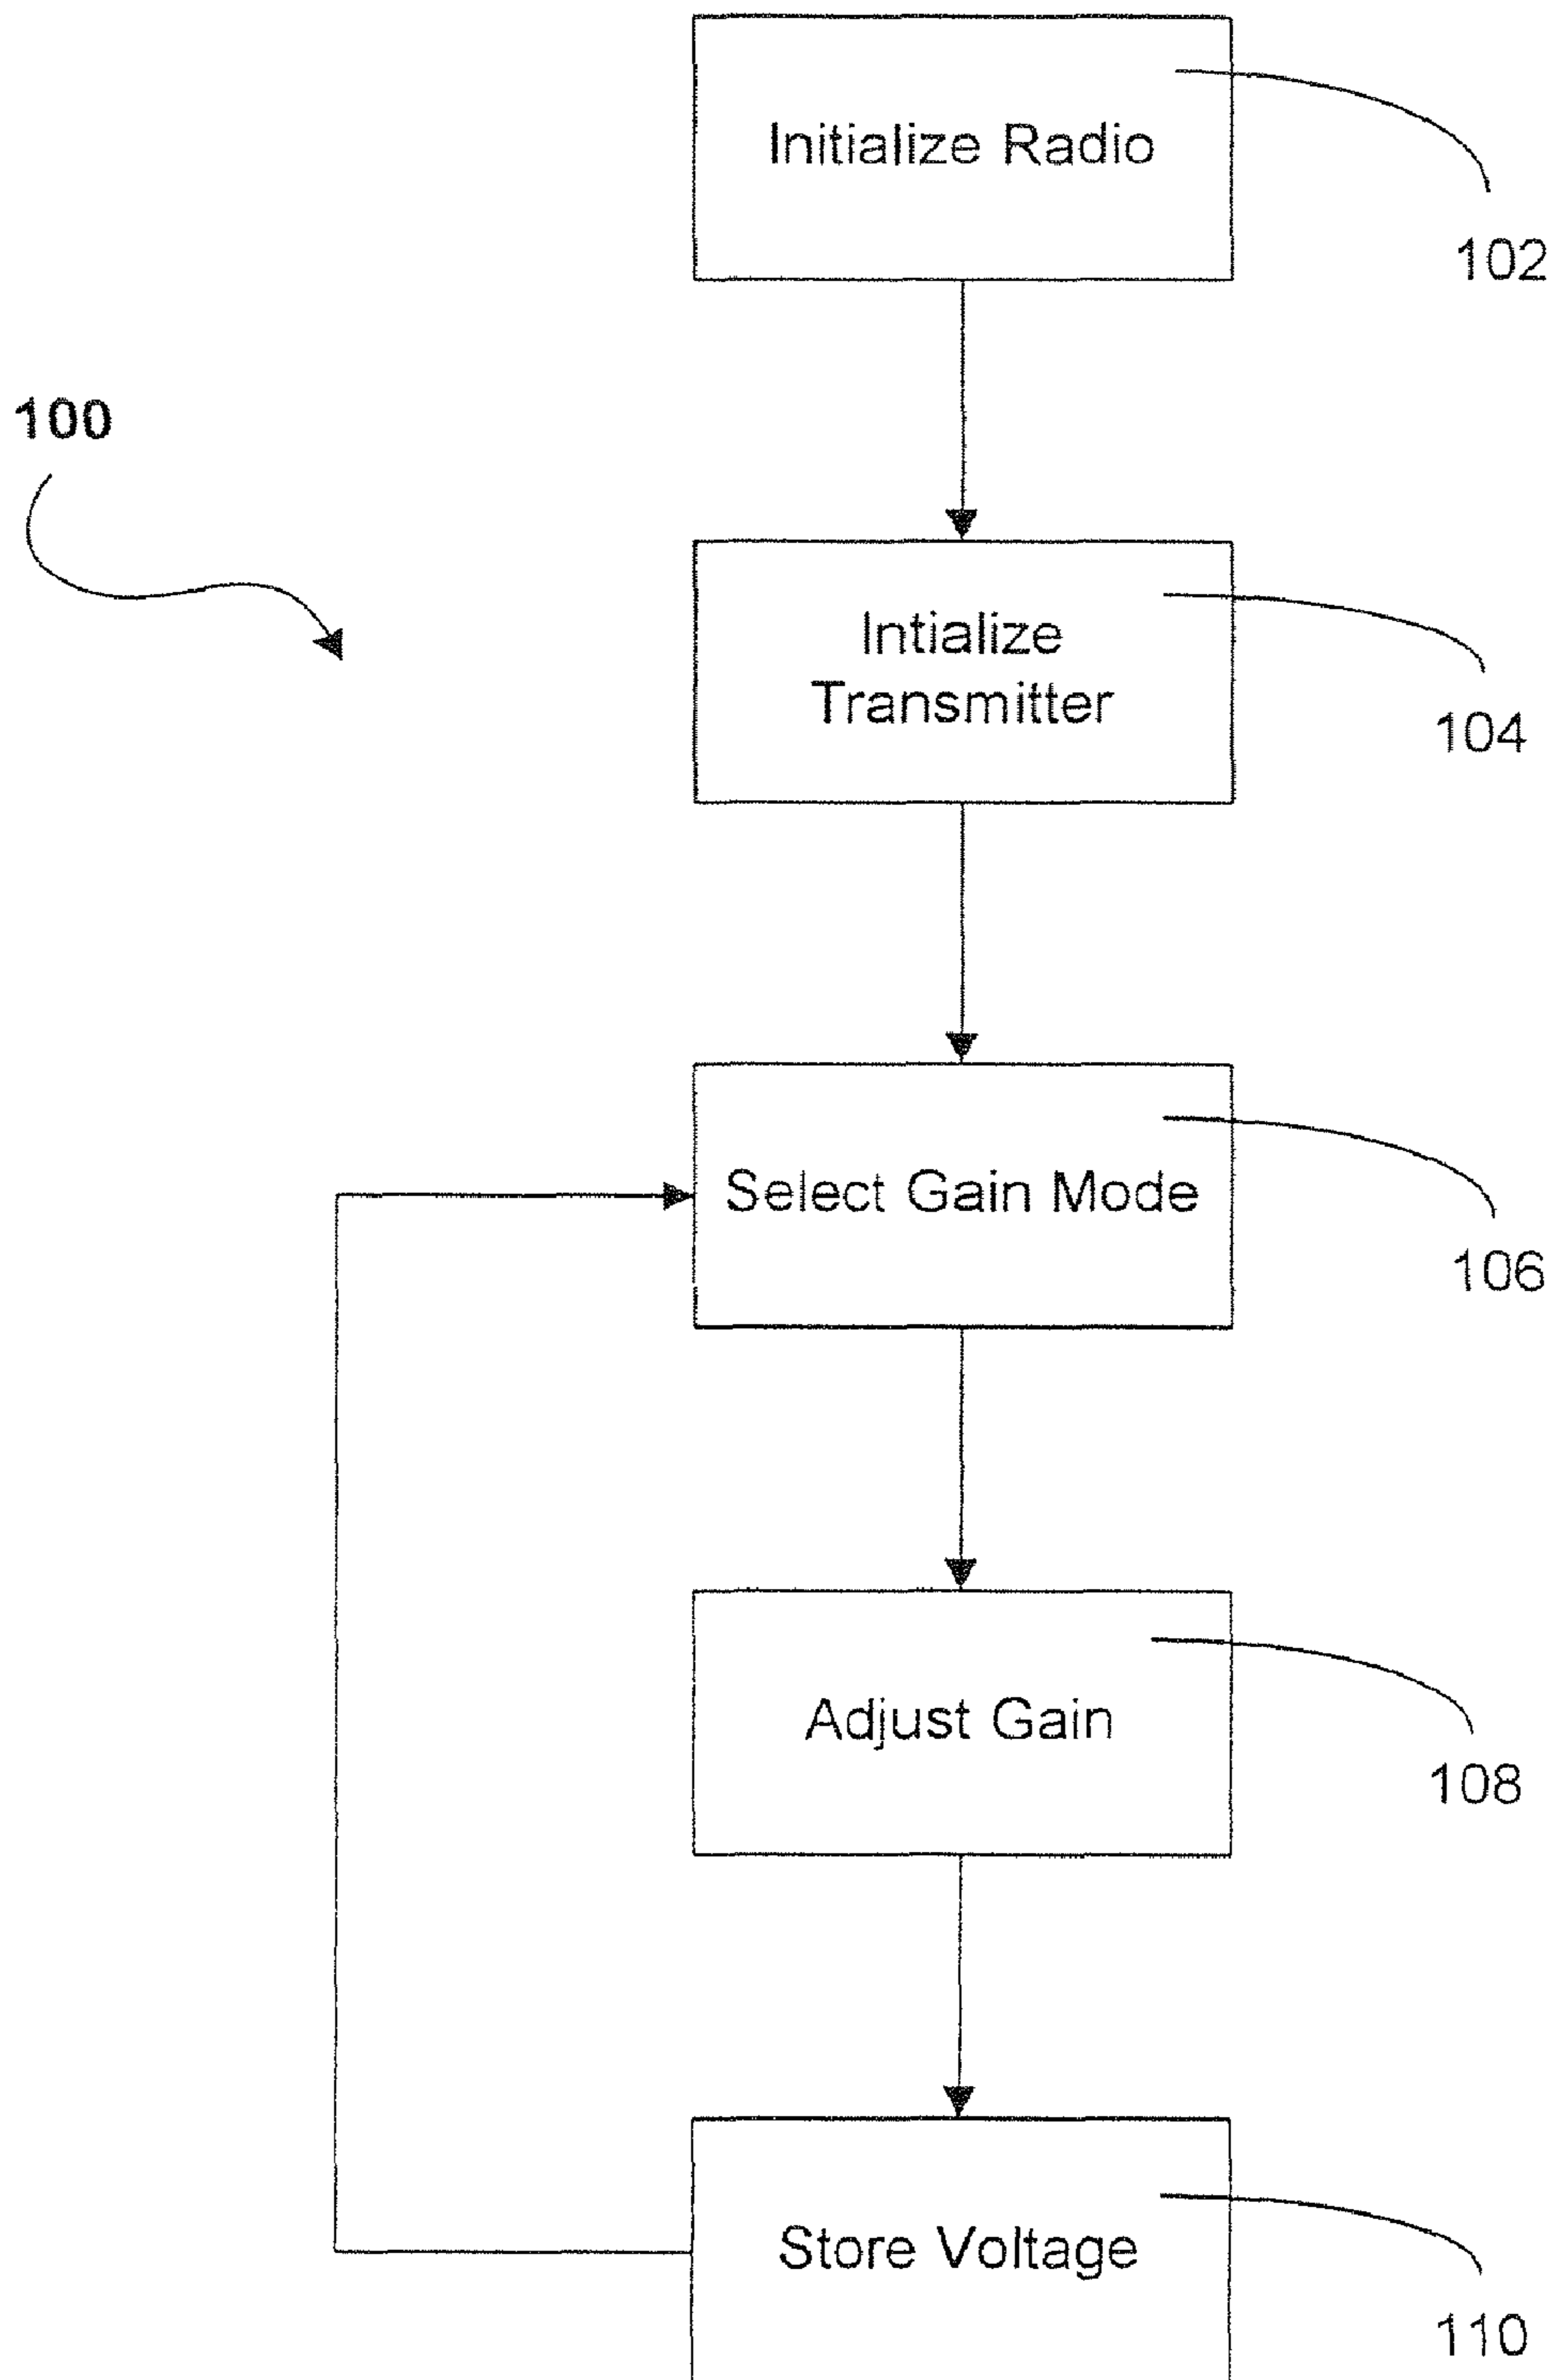 Initialize Radio
102
100
Intialize
Transmitter
104
Select Gain Mode
106
Adjust Gain
108
Store Voltage
110